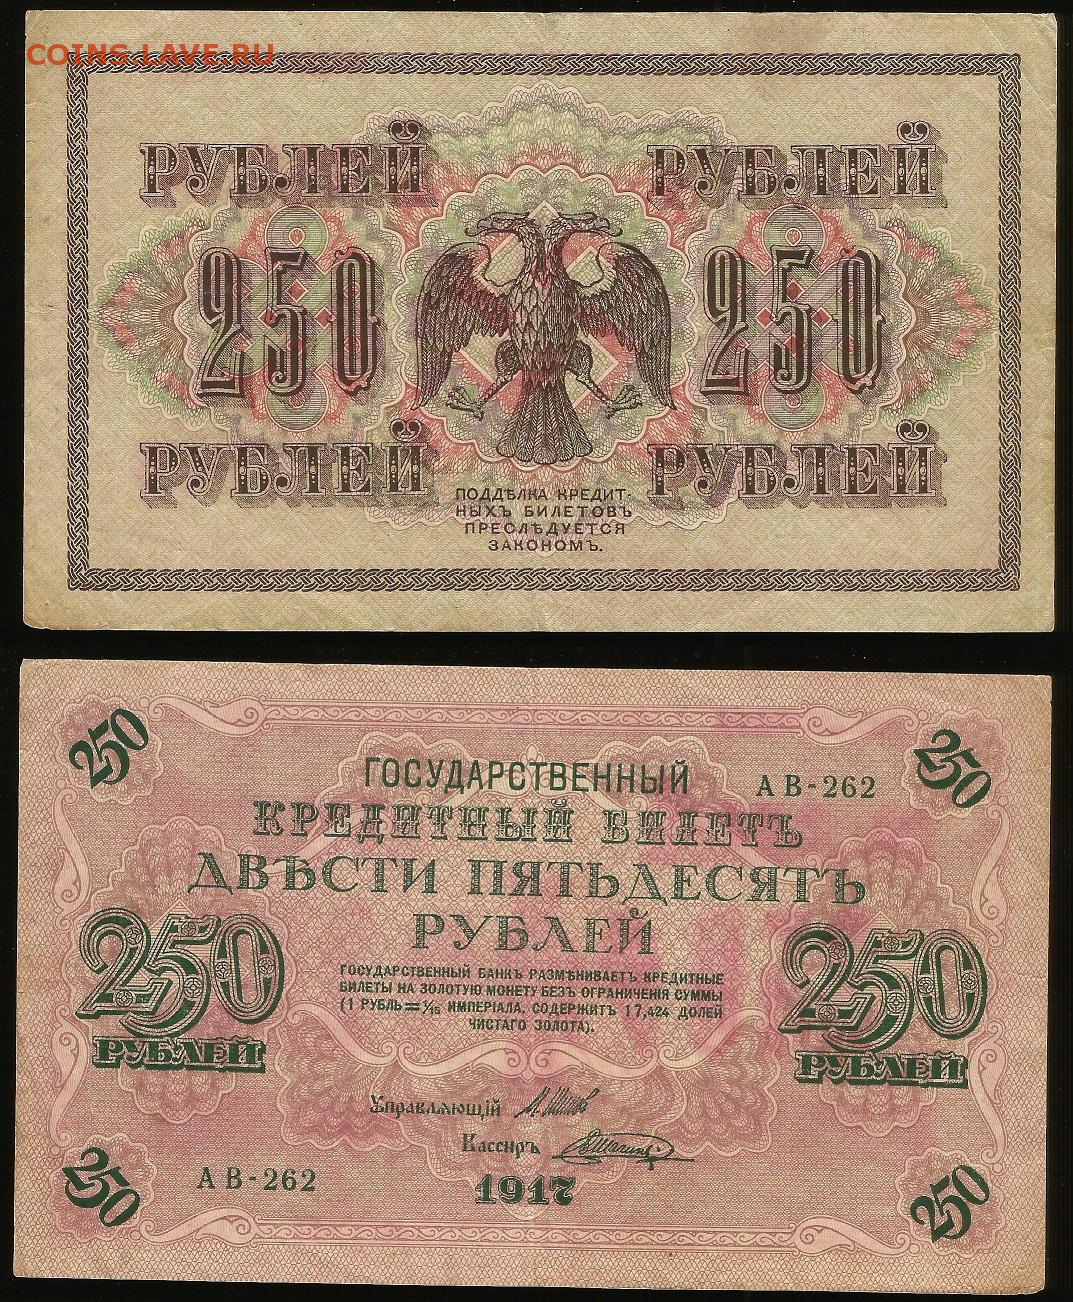 COINS.LAVE.RU
РУБЛЕЙ РУБЛЕЙ
250 250
РУБЛЕЙ РУБЛЕЙ
ПОДДѢЛКА КРЕДИТ-
НЫХЪ БИЛЕТОВЪ
ПРЕСЛѢДУЕТСЯ
ЗАКОНОМЪ.
250 250
ГОСУДАРСТВЕННЫЙ
АВ-262
КРЕДИТНЫЙ БИЛЕТЪ
ДВѢСТИ ПЯТЬДЕСЯТЪ
РУБЛЕЙ
250 250
РУБЛЕЙ РУБЛЕЙ
ГОСУДАРСТВЕННЫЙ БАНКЪ РАЗМѢНИВАЕТЪ КРЕДИТНЫЕ
БИЛЕТЫ НА ЗОЛОТУЮ МОНЕТУ БЕЗЪ ОГРАНИЧЕНІЯ СУММЫ
(1 РУБЛЬ = 1/15 ИМПЕРІАЛА, СОДЕРЖИТЪ 17,424 ДОЛЕЙ
ЧИСТАГО ЗОЛОТА).
Управляющій И. Шипов
Кассиръ
АВ-262
1917
250 250